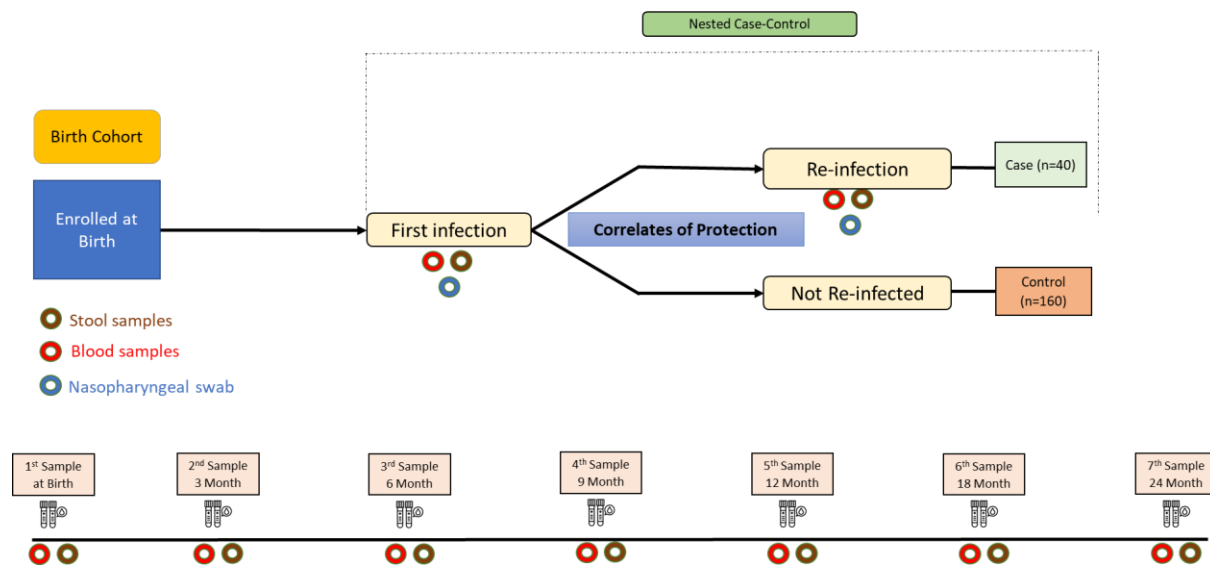 Nested Case-Control
Birth Cohort
Enrolled at
Birth
First infection
Correlates of Protection
Re-infection
Case (n=40)
Not Re-infected
Control
(n=160)
Stool samples
Blood samples
Nasopharyngeal swab
1st Sample
at Birth
2nd Sample
3 Month
3rd Sample
6 Month
4th Sample
9 Month
5th Sample
12 Month
6th Sample
18 Month
7th Sample
24 Month